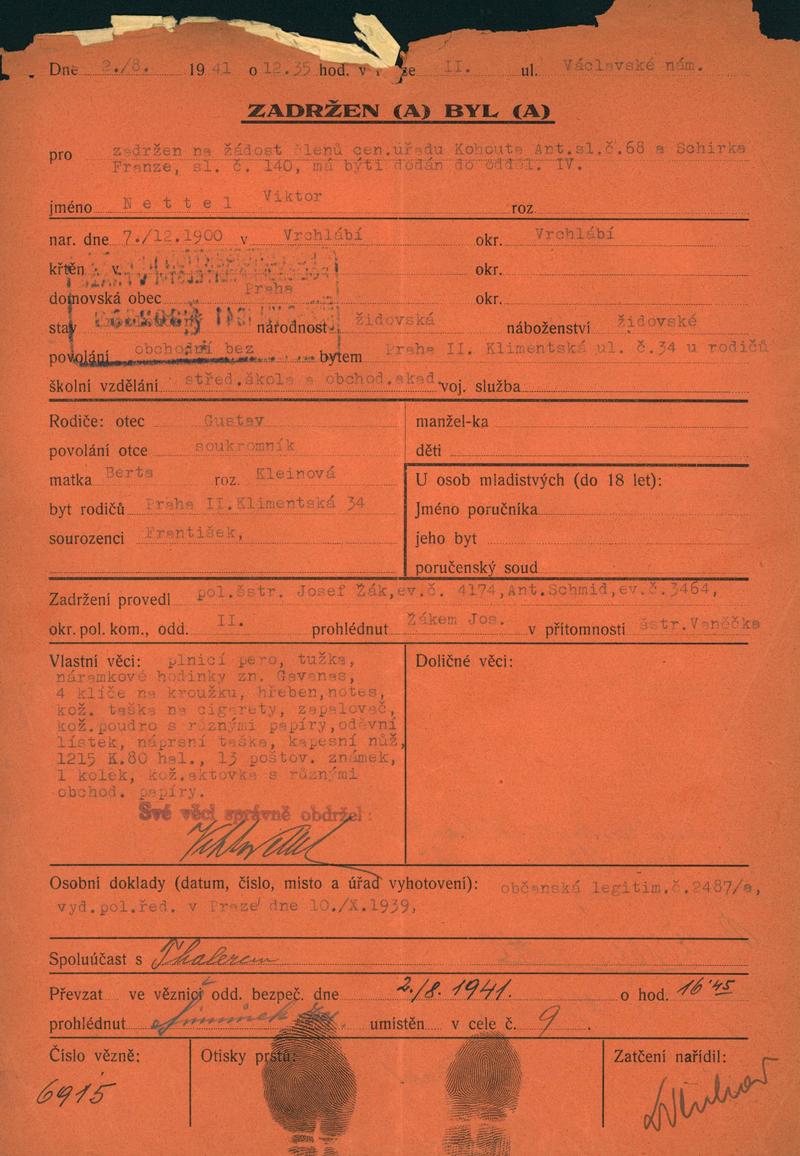 Dne 2./8. 1941 o 12.35 hod. v ze II. ul. Václavské nám.
ZADRŽEN (A) BYL (A)
pro zadržen na žádost členů cen.úřadu Kohouta Ant.sl.č.68 a Schirka
Franze, sl. č. 140, má býti dodán do odděl. IV.
jméno Nettel Viktor roz
nar. dne 7./12.1900 v Vrchlábí okr. Vrchlábí
křtěn v. okr.
domovská obec Praha okr.
stav národnost židovská náboženství židovské
povolání obchodní bez bytem Praha II. Klimentská ul. č.34 u rodičů
školní vzdělání střed.škola a obchod.akad. voj. služba
Rodiče: otec Gustav manžel-ka
povolání otce soukromník děti
matka Berta roz. Kleinová U osob mladistvých (do 18 let):
byt rodičů Praha II.Klimentská 34 Jméno poručníka
sourozenci František, jeho byt
poručenský soud
Zadržení provedl pol.šstr. Josef Žák,ev.č. 4174,Ant.Schmid,ev.č.3464,
okr. pol. kom., odd. II. prohlédnut Žákem Jos. v přítomnosti šstr.Vaněčka
Vlastní věci: plnicí pero, tužka, Doličné věci:
náramkové hodinky zn. Gavanas,
4 klíče na kroužku, hřeben,notes,
kož. taška na cigarety, zapalovač,
kož.poudro s různými papíry,oděvní
lístek, náprsní taška, kapesní nůž,
1215 K.80 hal., 13 poštov. známek,
1 kolek, kož.aktovka s různými
obchod. papíry.
Své věci správně obdržel:
Osobní doklady (datum, číslo, místo a úřad vyhotovení): občanská legitim.č.2487/a,
vyd.pol.řed. v Praze dne 10./X.1939,
Spoluúčast s Thalerem
Převzat ve věznici odd. bezpeč. dne 2./8. 1941. o hod. 16'45
prohlédnut umístěn v cele č. 9.
Číslo vězně: Otisky prstů: Zatčení nařídil:
6915